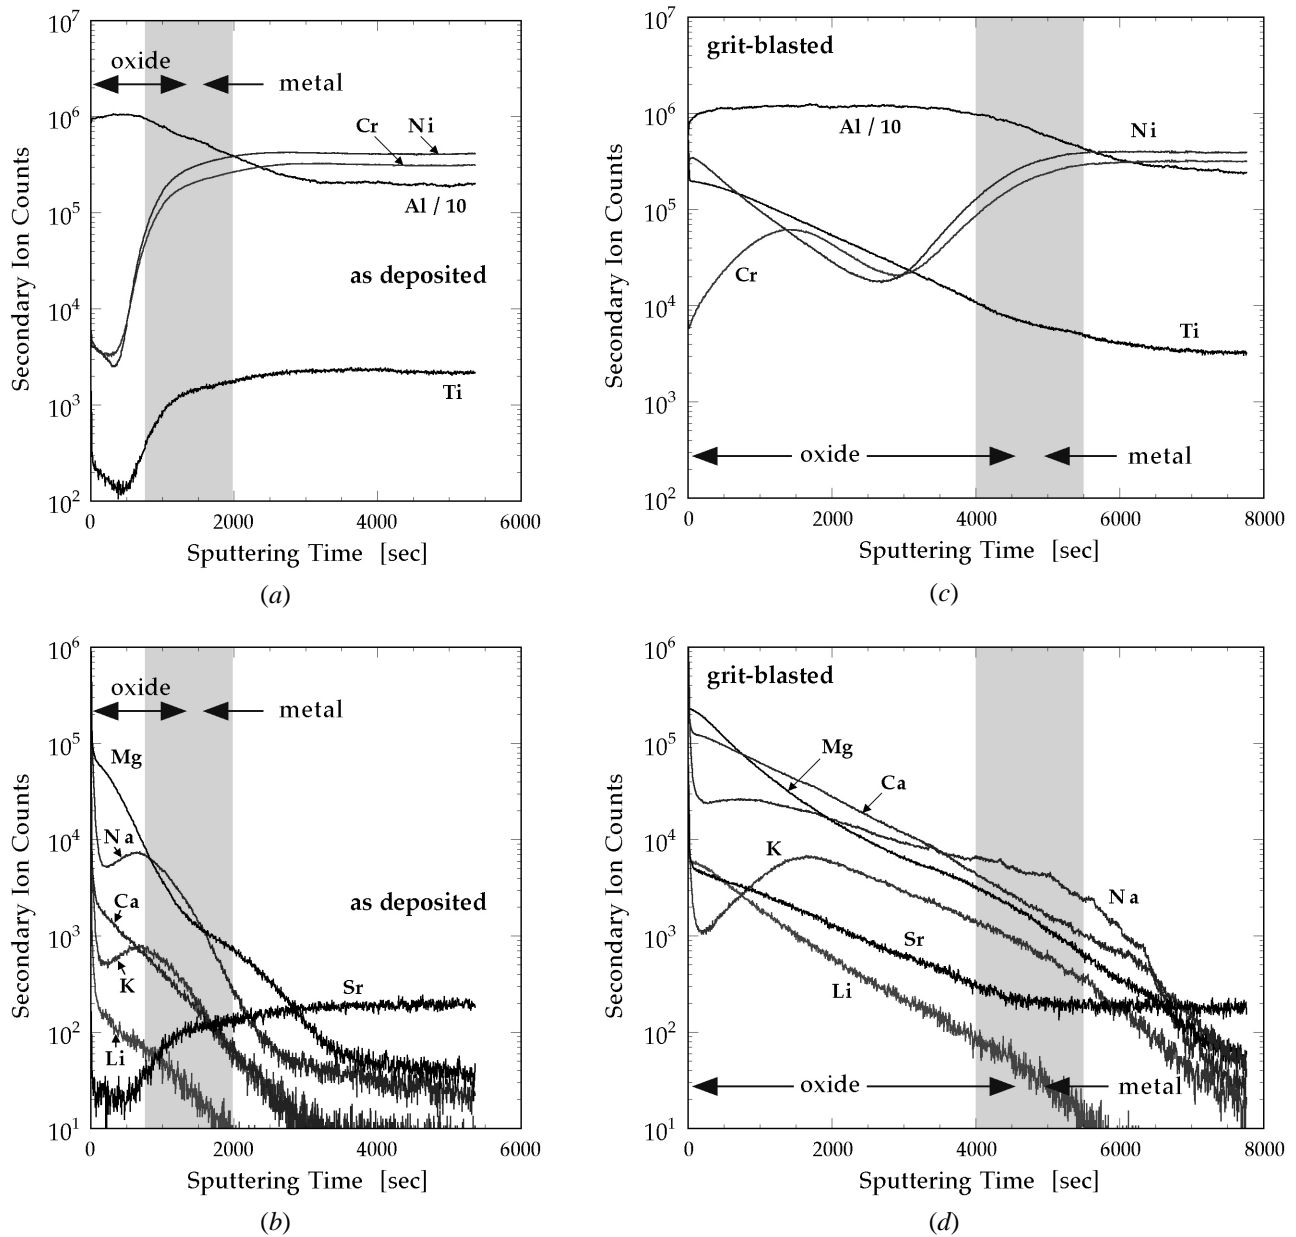 10^7
10^6
10^5
10^4
10^3
10^2
Secondary Ion Counts
oxide
metal
Cr
Ni
Al / 10
as deposited
Ti
0
2000
4000
6000
Sputtering Time [sec]
(a)
10^7
10^6
10^5
10^4
10^3
10^2
Secondary Ion Counts
grit-blasted
Al / 10
Ni
Cr
Ti
oxide
metal
0
2000
4000
6000
8000
Sputtering Time [sec]
(c)
10^6
10^5
10^4
10^3
10^2
10^1
Secondary Ion Counts
oxide
metal
Mg
Na
Ca
as deposited
K
Sr
Li
0
2000
4000
6000
Sputtering Time [sec]
(b)
10^6
10^5
10^4
10^3
10^2
10^1
Secondary Ion Counts
grit-blasted
Mg
Ca
K
Na
Sr
Li
oxide
metal
0
2000
4000
6000
8000
Sputtering Time [sec]
(d)